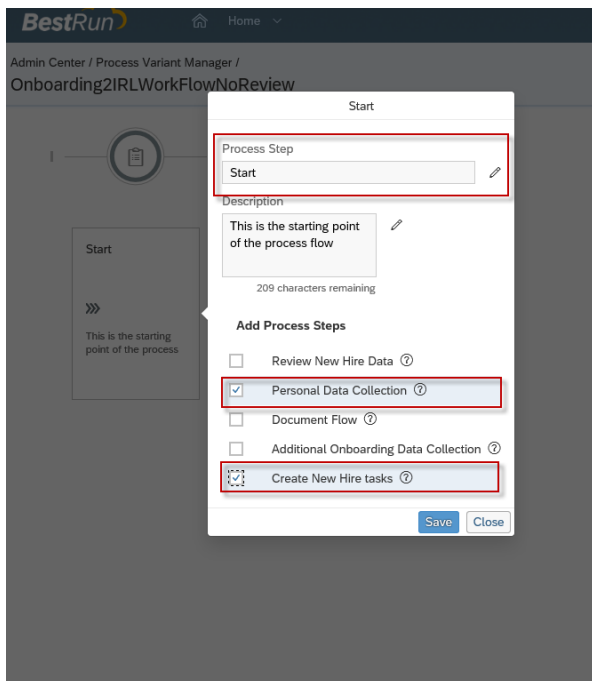 BestRun
Home
Admin Center / Process Variant Manager /
Onboarding2IRLWorkFlowNoReview
Start
Process Step
Start
Description
This is the starting point
of the process flow
209 characters remaining
Add Process Steps
Review New Hire Data
Personal Data Collection
Document Flow
Additional Onboarding Data Collection
Create New Hire tasks
Save Close
Start
This is the starting
point of the process